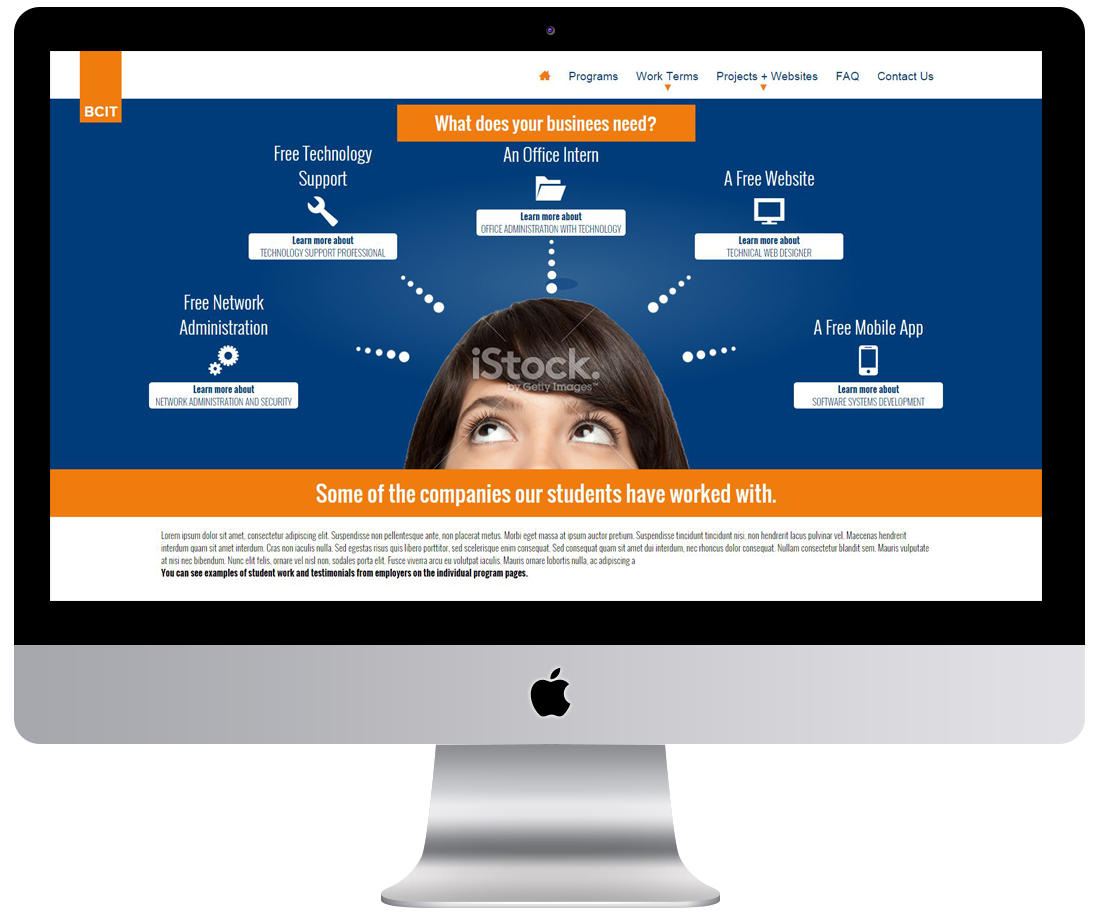 BCIT
Programs
Work Terms
Projects + Websites
FAQ
Contact Us
What does your businees need?
Free Technology
Support
Learn more about
TECHNOLOGY SUPPORT PROFESSIONAL
An Office Intern
Learn more about
OFFICE ADMINISTRATION WITH TECHNOLOGY
A Free Website
Learn more about
TECHNICAL WEB DESIGNER
Free Network
Administration
Learn more about
NETWORK ADMINISTRATION AND SECURITY
A Free Mobile App
Learn more about
SOFTWARE SYSTEMS DEVELOPMENT
iStock.
by Getty Images™
Some of the companies our students have worked with.
Lorem ipsum dolor sit amet, consectetur adipiscing elit. Suspendisse non pellentesque ante, non placerat metus. Morbi eget massa at ipsum auctor pretium. Suspendisse tincidunt tincidunt nisi, non hendrerit lacus pulvinar vel. Maecenas hendrerit
interdum quam sit amet interdum. Cras non iaculis nulla. Sed egestas risus quis libero porttitor, sed scelerisque enim consequat. Sed consequat quam sit amet dui interdum, nec rhoncus dolor consequat. Nullam consectetur blandit sem. Mauris vulputate
at nisi nec bibendum. Nunc elit felis, ornare vel nisl non, sodales porta elit. Fusce viverra arcu eu volutpat iaculis. Mauris ornare lobortis nulla, ac adipiscing a
You can see examples of student work and testimonials from employers on the individual program pages.